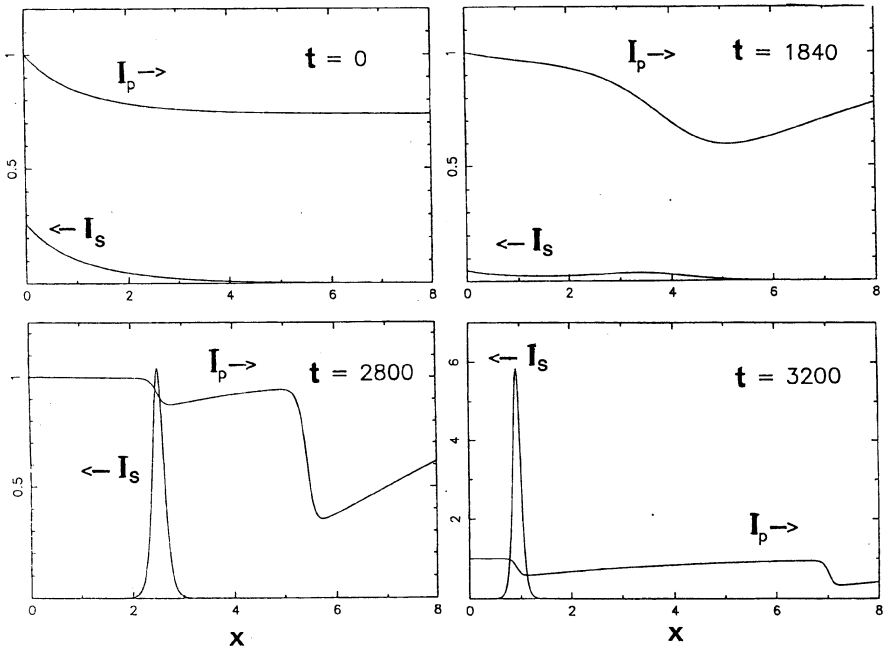 I_p → t = 0
1
0.5
← I_s
0 2 4 6 8
I_p → t = 1840
1
0.5
← I_s
0 2 4 6 8
I_p → t = 2800
1
← I_s
0.5
0 2 4 6 8
x
← I_s t = 3200
6
4
2
I_p →
0 2 4 6 8
x